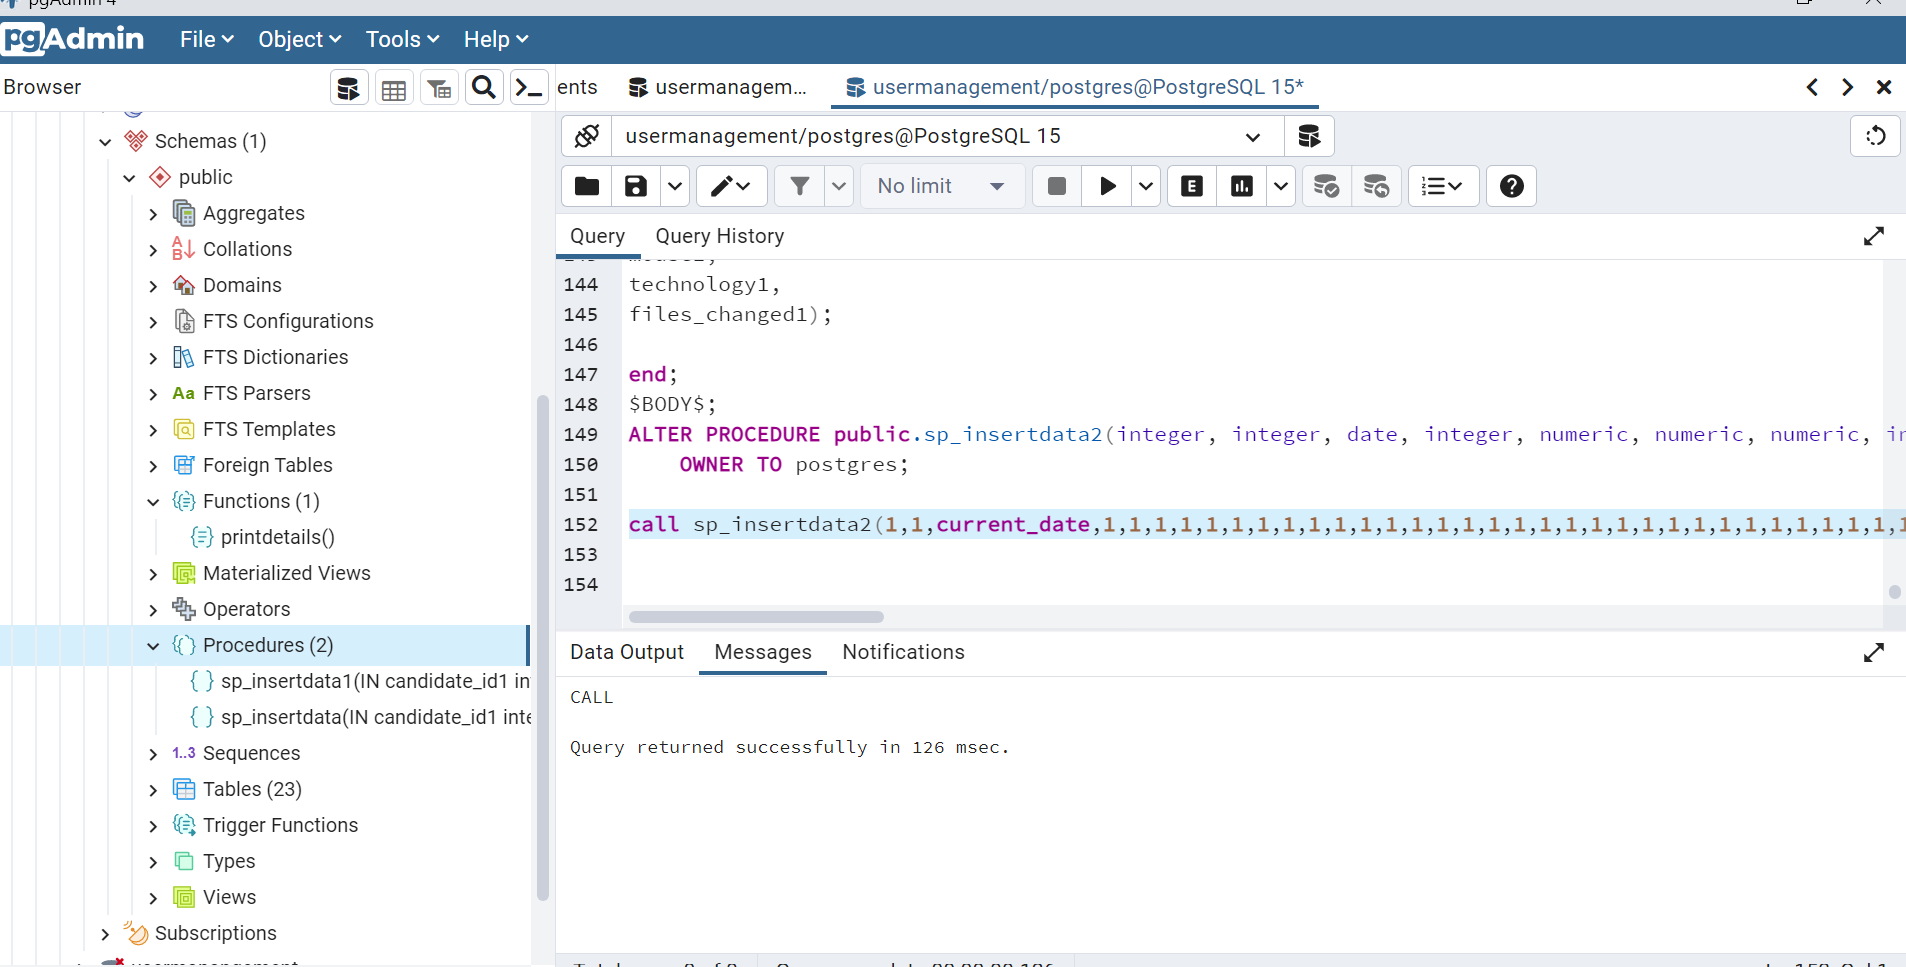 pgAdmin 4
pgAdmin File Object Tools Help
Browser
ents usermanagem... usermanagement/postgres@PostgreSQL 15*
usermanagement/postgres@PostgreSQL 15
No limit
E
Query Query History
Schemas (1)
public
Aggregates
Collations
Domains
FTS Configurations
FTS Dictionaries
Aa FTS Parsers
FTS Templates
Foreign Tables
Functions (1)
printdetails()
Materialized Views
Operators
Procedures (2)
sp_insertdata1(IN candidate_id1 in
sp_insertdata(IN candidate_id1 inte
1..3 Sequences
Tables (23)
Trigger Functions
Types
Views
Subscriptions
144 technology1,
145 files_changed1);
146
147 end;
148 $BODY$;
149 ALTER PROCEDURE public.sp_insertdata2(integer, integer, date, integer, numeric, numeric, numeric, in
150 OWNER TO postgres;
151
152 call sp_insertdata2(1,1,current_date,1,1,1,1,1,1,1,1,1,1,1,1,1,1,1,1,1,1,1,1,1,1,1,1,1,1,1,1,1,1,1,1
153
154
Data Output Messages Notifications
CALL
Query returned successfully in 126 msec.